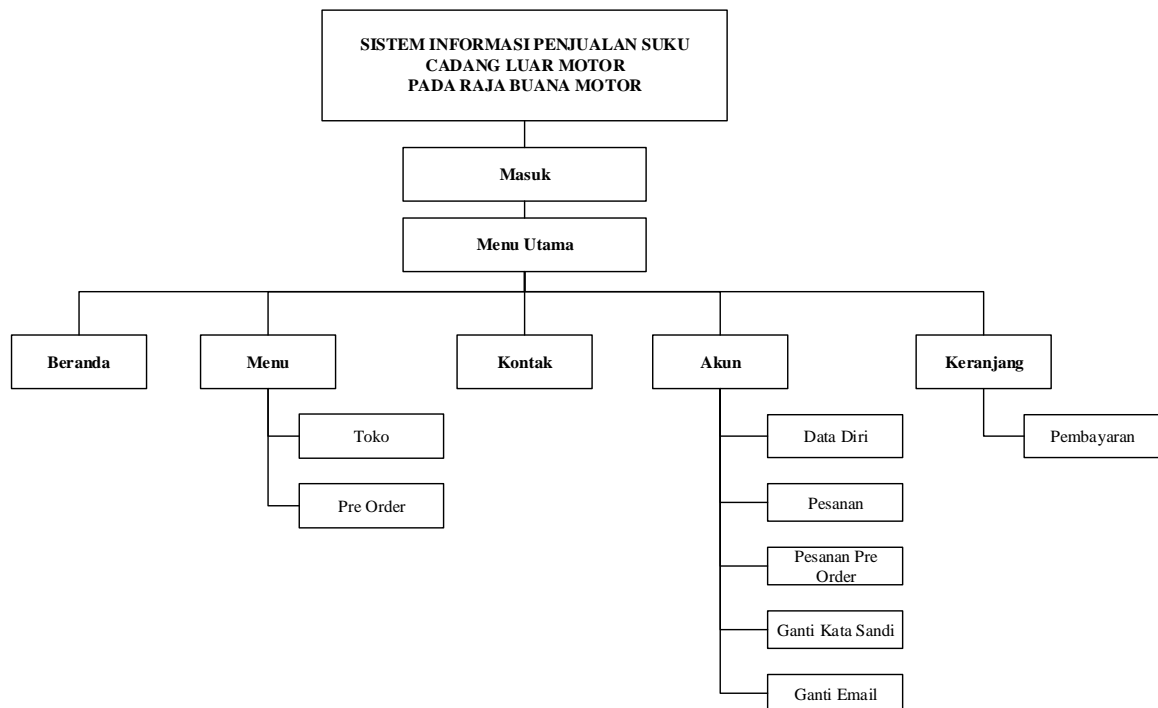 SISTEM INFORMASI PENJUALAN SUKU
CADANG LUAR MOTOR
PADA RAJA BUANA MOTOR
Masuk
Menu Utama
Beranda
Menu
Kontak
Akun
Keranjang
Toko
Pre Order
Data Diri
Pesanan
Pesanan Pre
Order
Ganti Kata Sandi
Ganti Email
Pembayaran